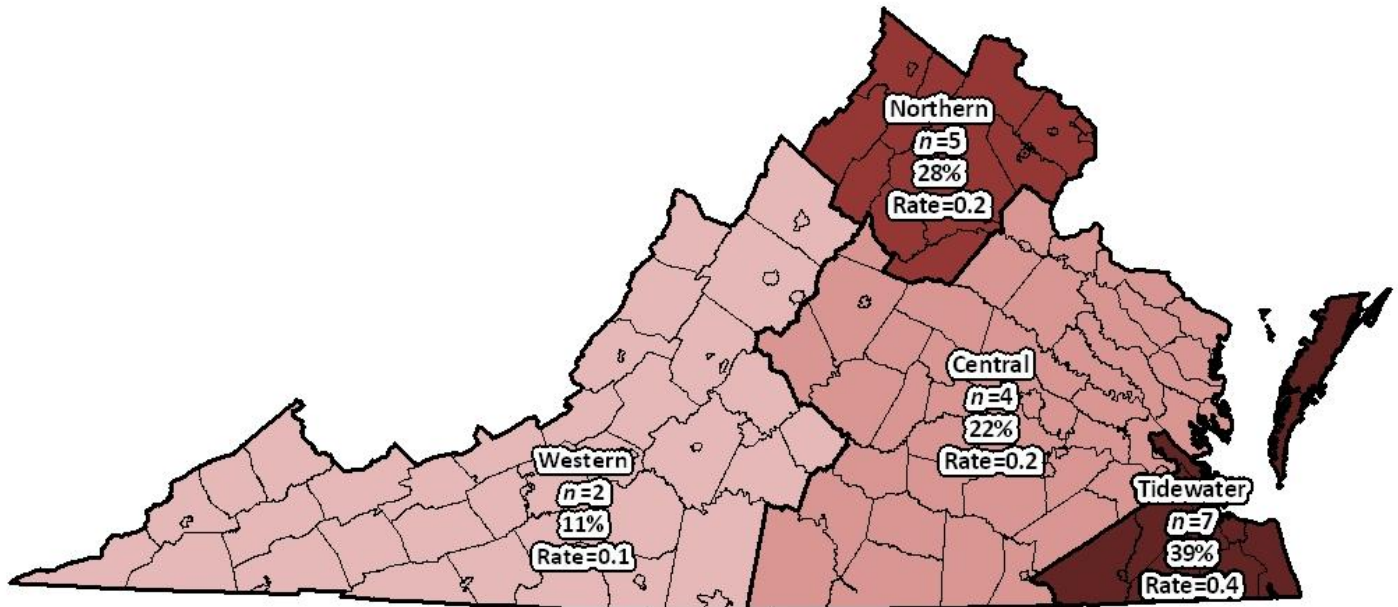 Northern
n=5
28%
Rate=0.2
Central
n=4
22%
Rate=0.2
Western
n=2
11%
Rate=0.1
Tidewater
n=7
39%
Rate=0.4